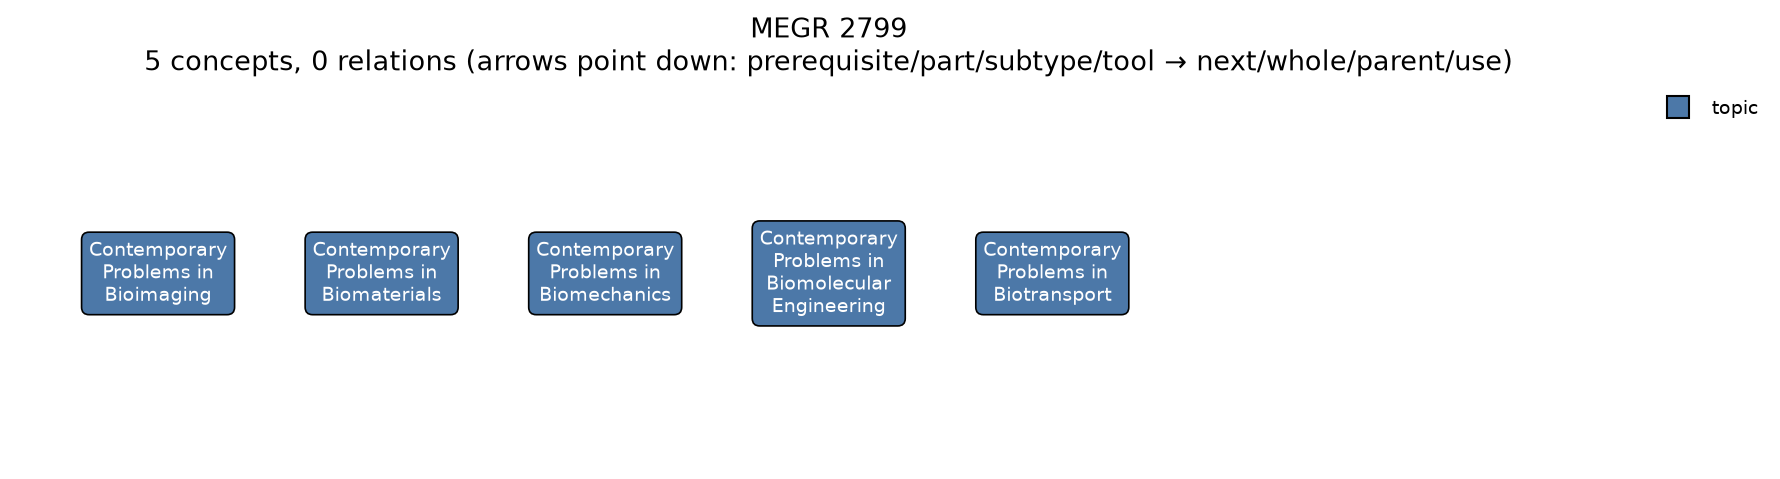 MEGR 2799
5 concepts, 0 relations (arrows point down: prerequisite/part/subtype/tool → next/whole/parent/use)
topic
Contemporary
Problems in
Bioimaging
Contemporary
Problems in
Biomaterials
Contemporary
Problems in
Biomechanics
Contemporary
Problems in
Biomolecular
Engineering
Contemporary
Problems in
Biotransport